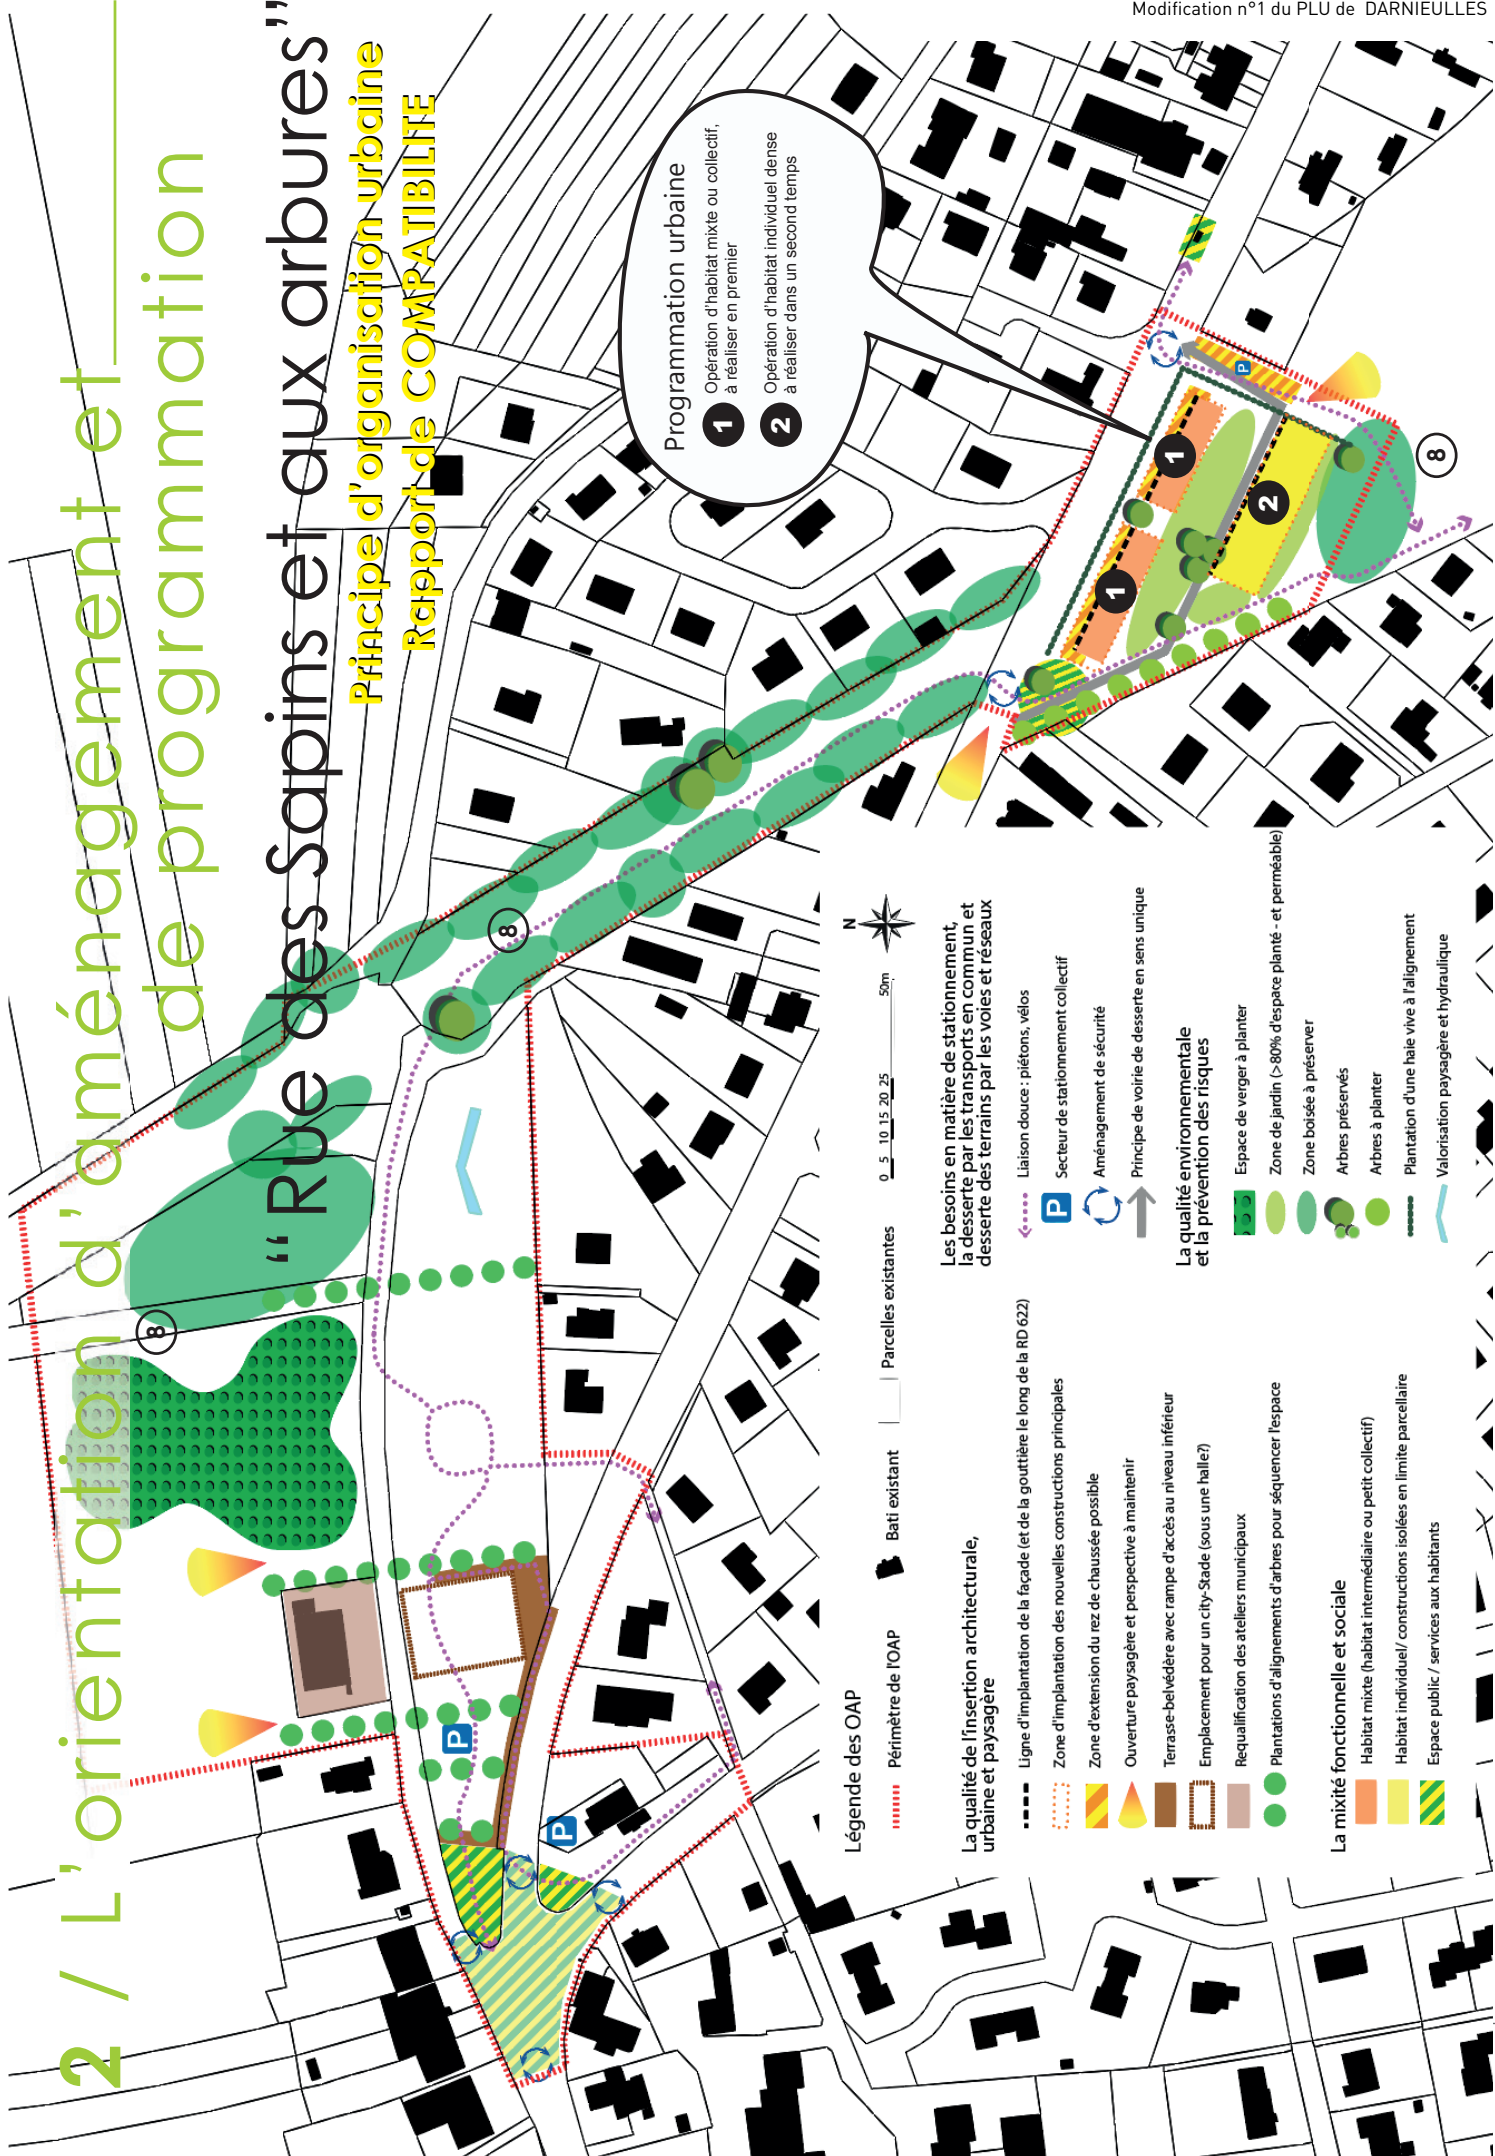 Modification n°1 du PLU de DARNIEULLES
2 / L'orientation d'aménagement et
de programmation
“ Rue des Sapins et aux arbures”
Principe d'organisation urbaine
Rapport de COMPATIBILITE
Programmation urbaine
1 Opération d'habitat mixte ou collectif,
à réaliser en premier
2 Opération d'habitat individuel dense
à réaliser dans un second temps
1
1
2
P
8
8
8
P
P
Légende des OAP
Périmètre de l'OAP
Bati existant
Parcelles existantes
0 5 10 15 20 25 50m
N
La qualité de l'insertion architecturale,
urbaine et paysagère
Ligne d'implantation de la façade (et de la gouttière le long de la RD 622)
Zone d'implantation des nouvelles constructions principales
Zone d'extension du rez de chaussée possible
Ouverture paysagère et perspective à maintenir
Terrasse-belvédère avec rampe d'accès au niveau inférieur
Emplacement pour un city-Stade (sous une halle?)
Requalification des ateliers municipaux
Plantations d'alignements d'arbres pour séquencer l'espace
La mixité fonctionnelle et sociale
Habitat mixte (habitat intermédiaire ou petit collectif)
Habitat individuel/ constructions isolées en limite parcellaire
Espace public / services aux habitants
Les besoins en matière de stationnement,
la desserte par les transports en commun et
desserte des terrains par les voies et réseaux
Liaison douce : piétons, vélos
P Secteur de stationnement collectif
Aménagement de sécurité
Principe de voirie de desserte en sens unique
La qualité environnementale
et la prévention des risques
Espace de verger à planter
Zone de jardin (>80% d'espace planté - et perméable)
Zone boisée à préserver
Arbres préservés
Arbres à planter
Plantation d'une haie vive à l'alignement
Valorisation paysagère et hydraulique